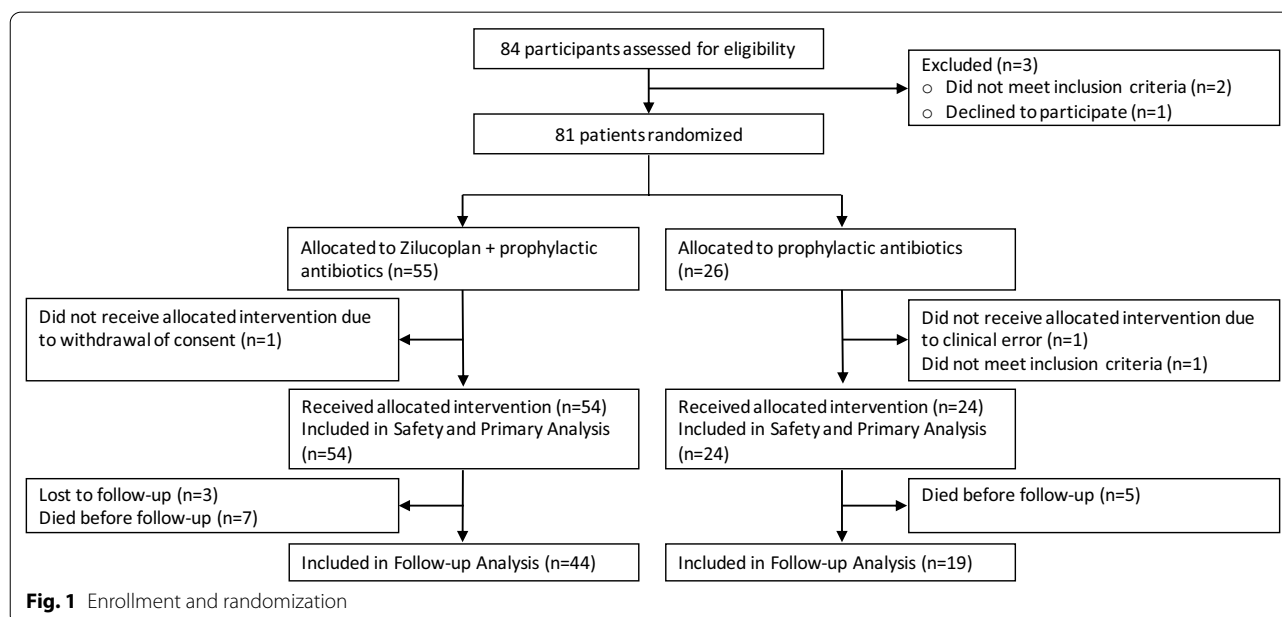 84 participants assessed for eligibility
Excluded (n=3)
○ Did not meet inclusion criteria (n=2)
○ Declined to participate (n=1)
81 patients randomized
Allocated to Zilucoplan + prophylactic
antibiotics (n=55)
Allocated to prophylactic antibiotics
(n=26)
Did not receive allocated intervention due
to withdrawal of consent (n=1)
Did not receive allocated intervention due
to clinical error (n=1)
Did not meet inclusion criteria (n=1)
Received allocated intervention (n=54)
Included in Safety and Primary Analysis
(n=54)
Received allocated intervention (n=24)
Included in Safety and Primary Analysis
(n=24)
Lost to follow-up (n=3)
Died before follow-up (n=7)
Died before follow-up (n=5)
Included in Follow-up Analysis (n=44)
Included in Follow-up Analysis (n=19)
Fig. 1 Enrollment and randomization